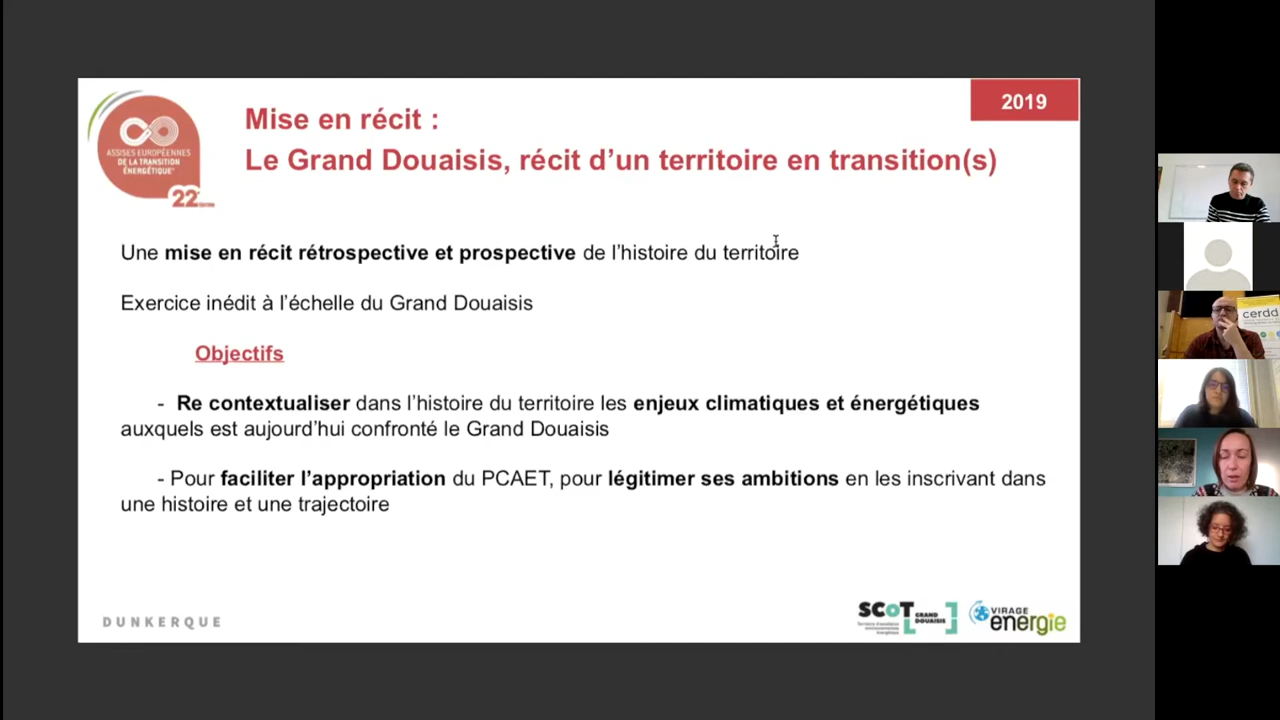 2019
Mise en récit :
Le Grand Douaisis, récit d’un territoire en transition(s)
ASSISES EUROPÉENNES
DE LA TRANSITION
ÉNERGÉTIQUE
22e
Une mise en récit rétrospective et prospective de l’histoire du territoire
Exercice inédit à l’échelle du Grand Douaisis
Objectifs
- Re contextualiser dans l’histoire du territoire les enjeux climatiques et énergétiques
auxquels est aujourd’hui confronté le Grand Douaisis
- Pour faciliter l’appropriation du PCAET, pour légitimer ses ambitions en les inscrivant dans
une histoire et une trajectoire
DUNKERQUE
SCoT
GRAND
DOUAISIS
VIRAGE
énergie
cerdd